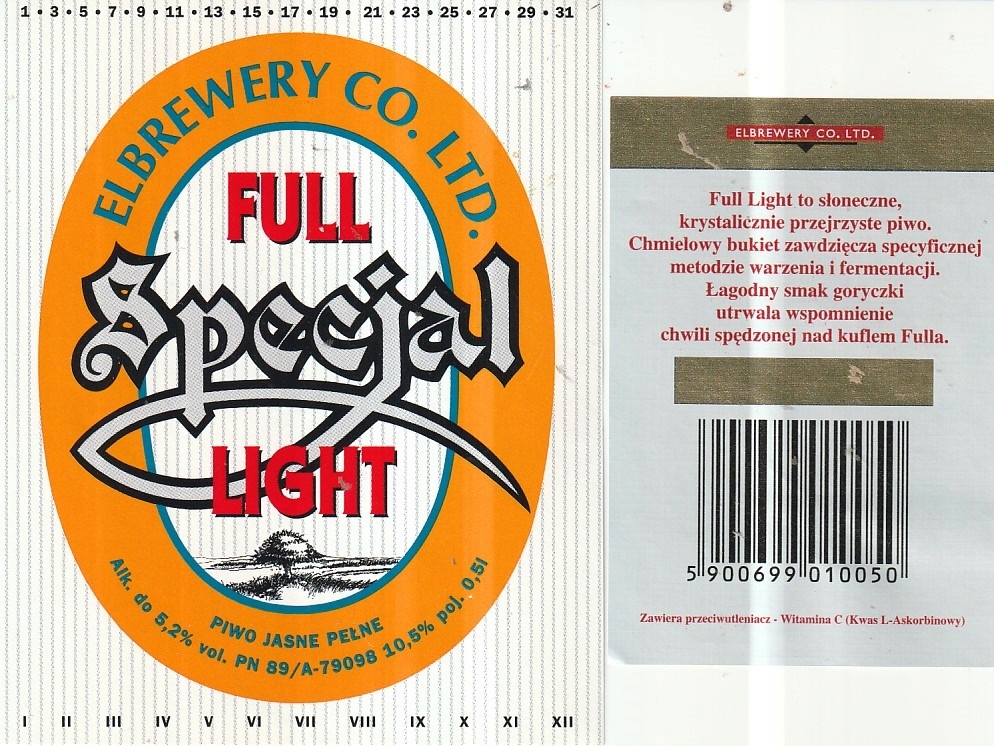 1 • 3 • 5 • 7 • 9 • 11 • 13 • 15 • 17 • 19 • 21 • 23 • 25 • 27 • 29 • 31
ELBREWERY CO. LTD.
FULL
Specjal
LIGHT
PIWO JASNE PEŁNE
Alk. do 5,2% vol. PN 89/A-79098 10,5% poj. 0,5l
I II III IV V VI VII VIII IX X XI XII
ELBREWERY CO. LTD.
Full Light to słoneczne,
krystalicznie przejrzyste piwo.
Chmielowy bukiet zawdzięcza specyficznej
metodzie warzenia i fermentacji.
Łagodny smak goryczki
utrwala wspomnienie
chwili spędzonej nad kuflem Fulla.
5 900699 010050
Zawiera przeciwutleniacz - Witamina C (Kwas L-Askorbinowy)